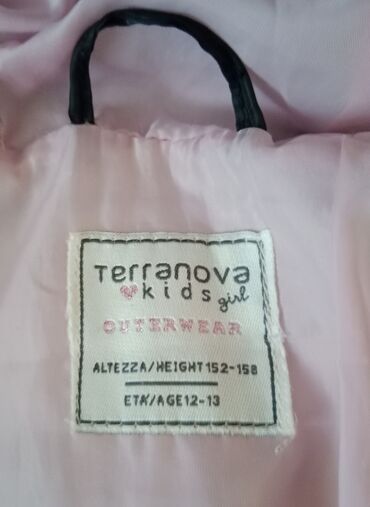 Terranova
kids girl
OUTERWEAR
ALTEZZA/HEIGHT 152-158
ETA'/AGE 12-13